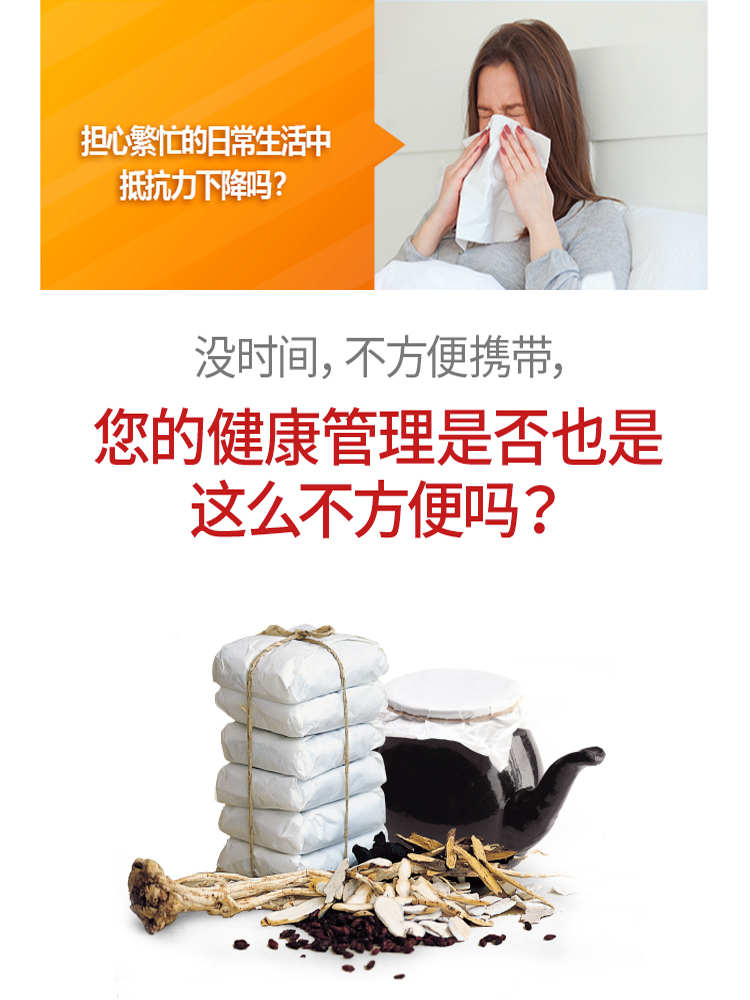 担心繁忙的日常生活中
抵抗力下降吗？
没时间，不方便携带，
您的健康管理是否也是
这么不方便吗？